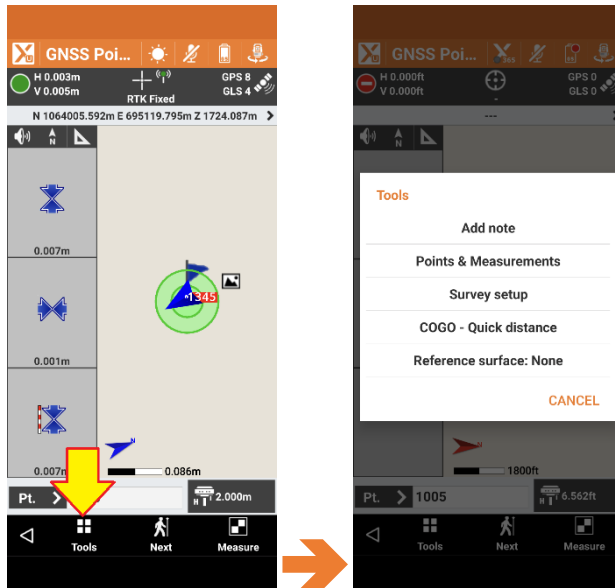 GNSS Poi...
H 0.003m
V 0.005m
RTK Fixed
GPS 8
GLS 4
N 1064005.592m E 695119.795m Z 1724.087m
N
0.007m
1345
0.001m
N
0.007m
0.086m
Pt.
H
2.000m
Tools
Next
Measure
GNSS Poi...
365
H 0.000ft
V 0.000ft
-
GPS 0
GLS 0
---
N
Tools
Add note
Points & Measurements
Survey setup
COGO - Quick distance
Reference surface: None
CANCEL
N
1800ft
Pt.
1005
H
6.562ft
Tools
Next
Measure